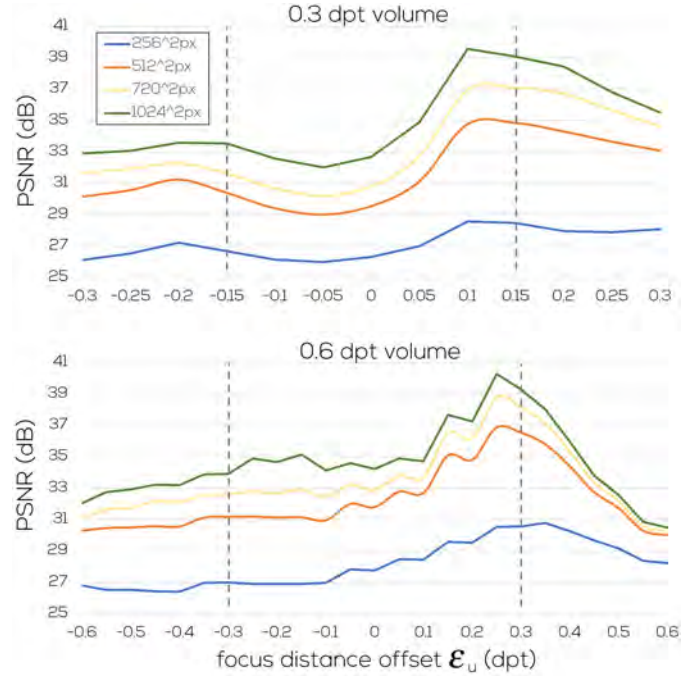 0.3 dpt volume
41
39
37
35
33
31
29
27
25
PSNR (dB)
256^2px
512^2px
720^2px
1024^2px
-0.3 -0.25 -0.2 -0.15 -0.1 -0.05 0 0.05 0.1 0.15 0.2 0.25 0.3
0.6 dpt volume
41
39
37
35
33
31
29
27
25
PSNR (dB)
-0.6 -0.5 -0.4 -0.3 -0.2 -0.1 0 0.1 0.2 0.3 0.4 0.5 0.6
focus distance offset ℇu (dpt)